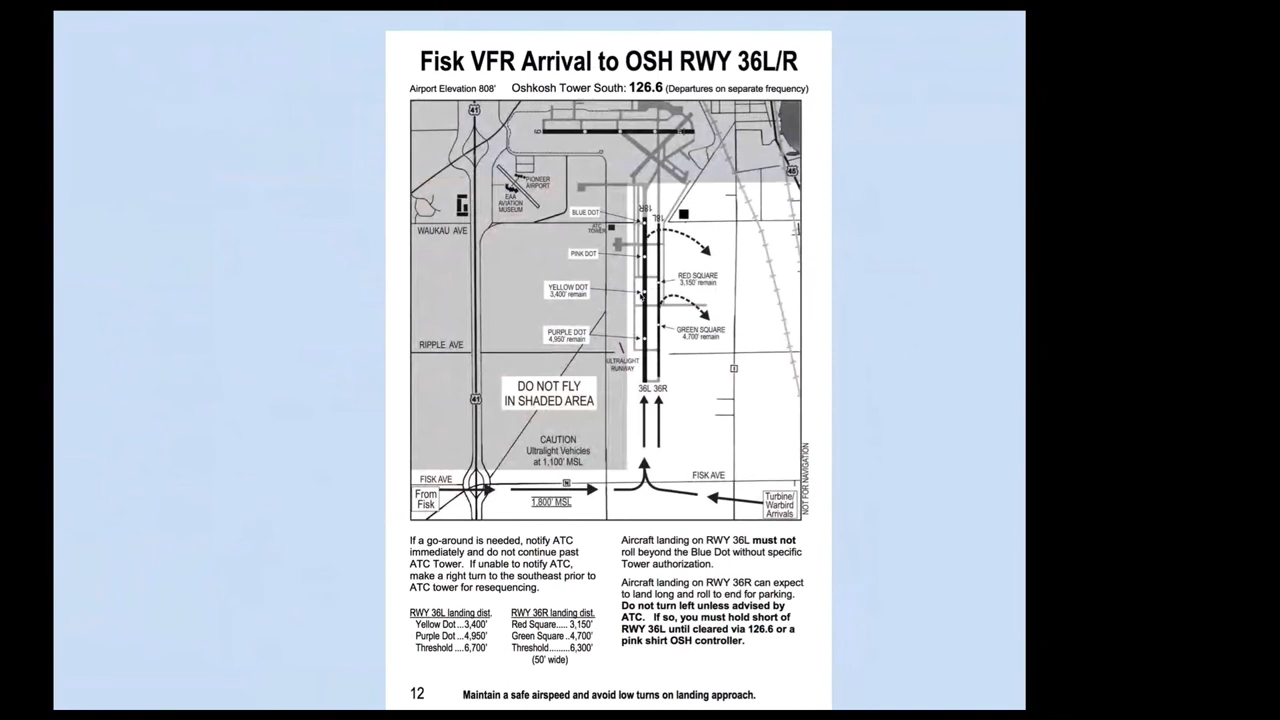 Fisk VFR Arrival to OSH RWY 36L/R
Airport Elevation 808' Oshkosh Tower South: 126.6 (Departures on separate frequency)
41
45
PIONEER
AIRPORT
EAA
AVIATION
MUSEUM
WAUKAU AVE
BLUE DOT
18R
18L
ATC
TOWER
PINK DOT
RED SQUARE
3,150' remain
YELLOW DOT
3,400' remain
PURPLE DOT
4,950' remain
GREEN SQUARE
4,700' remain
RIPPLE AVE
ULTRALIGHT
RUNWAY
I
DO NOT FLY
IN SHADED AREA
36L 36R
41
CAUTION
Ultralight Vehicles
at 1,100' MSL
FISK AVE
FISK AVE
N
From
Fisk
1,800' MSL
Turbine/
Warbird
Arrivals
NOT FOR NAVIGATION
If a go-around is needed, notify ATC
immediately and do not continue past
ATC Tower. If unable to notify ATC,
make a right turn to the southeast prior to
ATC tower for resequencing.
RWY 36L landing dist.
Yellow Dot...3,400'
Purple Dot...4,950'
Threshold ....6,700'
RWY 36R landing dist.
Red Square..... 3,150'
Green Square ..4,700'
Threshold.........6,300'
(50' wide)
Aircraft landing on RWY 36L must not
roll beyond the Blue Dot without specific
Tower authorization.
Aircraft landing on RWY 36R can expect
to land long and roll to end for parking.
Do not turn left unless advised by
ATC. If so, you must hold short of
RWY 36L until cleared via 126.6 or a
pink shirt OSH controller.
12 Maintain a safe airspeed and avoid low turns on landing approach.